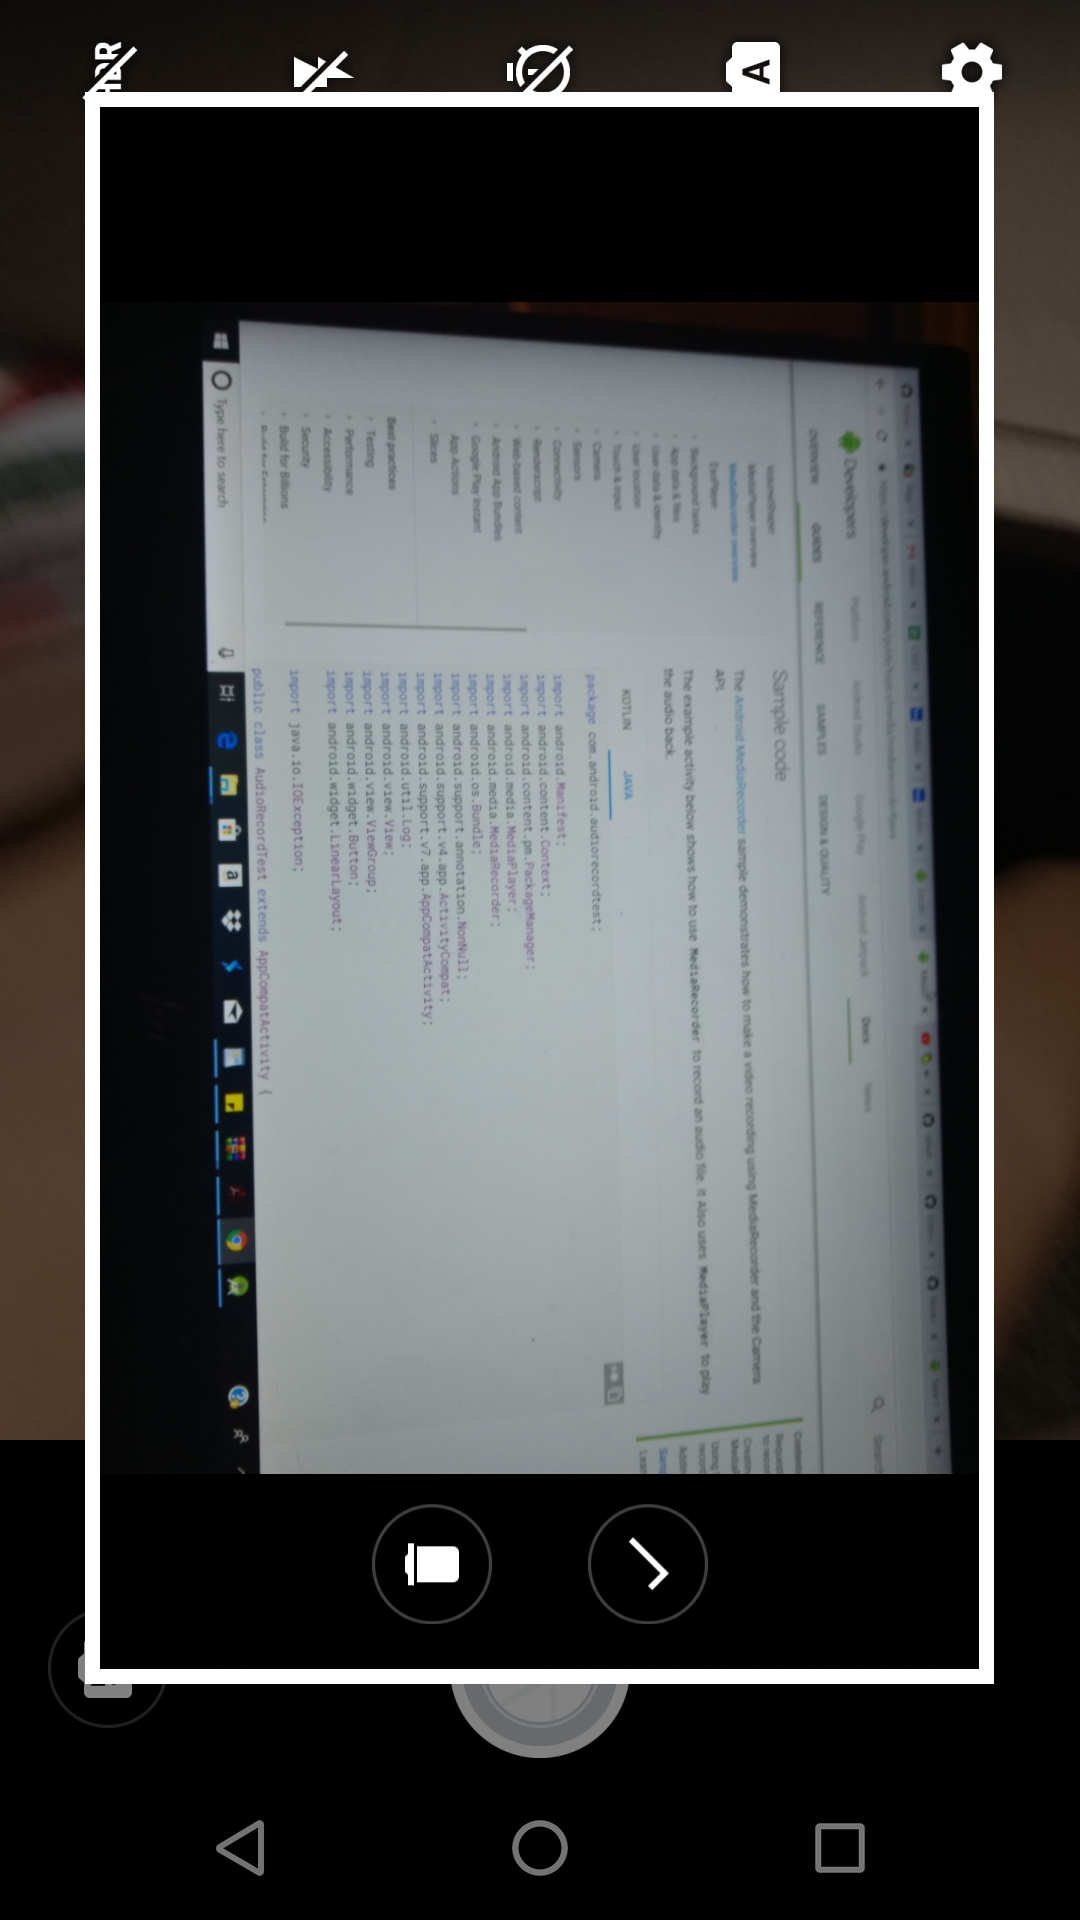 HDR
A
Developers
Platform
Android Studio
Google Play
Android Jetpack
Docs
News
Search
OVERVIEW
GUIDES
REFERENCE
SAMPLES
DESIGN & QUALITY
VolumeShaper
MediaPlayer overview
MediaRecorder overview
ExoPlayer
Background tasks
App data & files
User data & identity
User location
Touch & input
Camera
Sensors
Connectivity
Renderscript
Web-based content
Android App Bundles
Google Play Instant
App Actions
Slices
Best practices
Testing
Performance
Accessibility
Security
Build for Billions
Sample code
The Android MediaRecorder sample demonstrates how to make a video recording using MediaRecorder and the Camera
API.
The example activity below shows how to use MediaRecorder to record an audio file. It Also uses MediaPlayer to play
the audio back.
KOTLIN JAVA
package com.android.audiorecordtest;
import android.Manifest;
import android.content.Context;
import android.content.pm.PackageManager;
import android.media.MediaPlayer;
import android.media.MediaRecorder;
import android.os.Bundle;
import android.support.annotation.NonNull;
import android.support.v4.app.ActivityCompat;
import android.support.v7.app.AppCompatActivity;
import android.util.Log;
import android.view.View;
import android.view.ViewGroup;
import android.widget.Button;
import android.widget.LinearLayout;
import java.io.IOException;
public class AudioRecordTest extends AppCompatActivity {
Type here to search
a